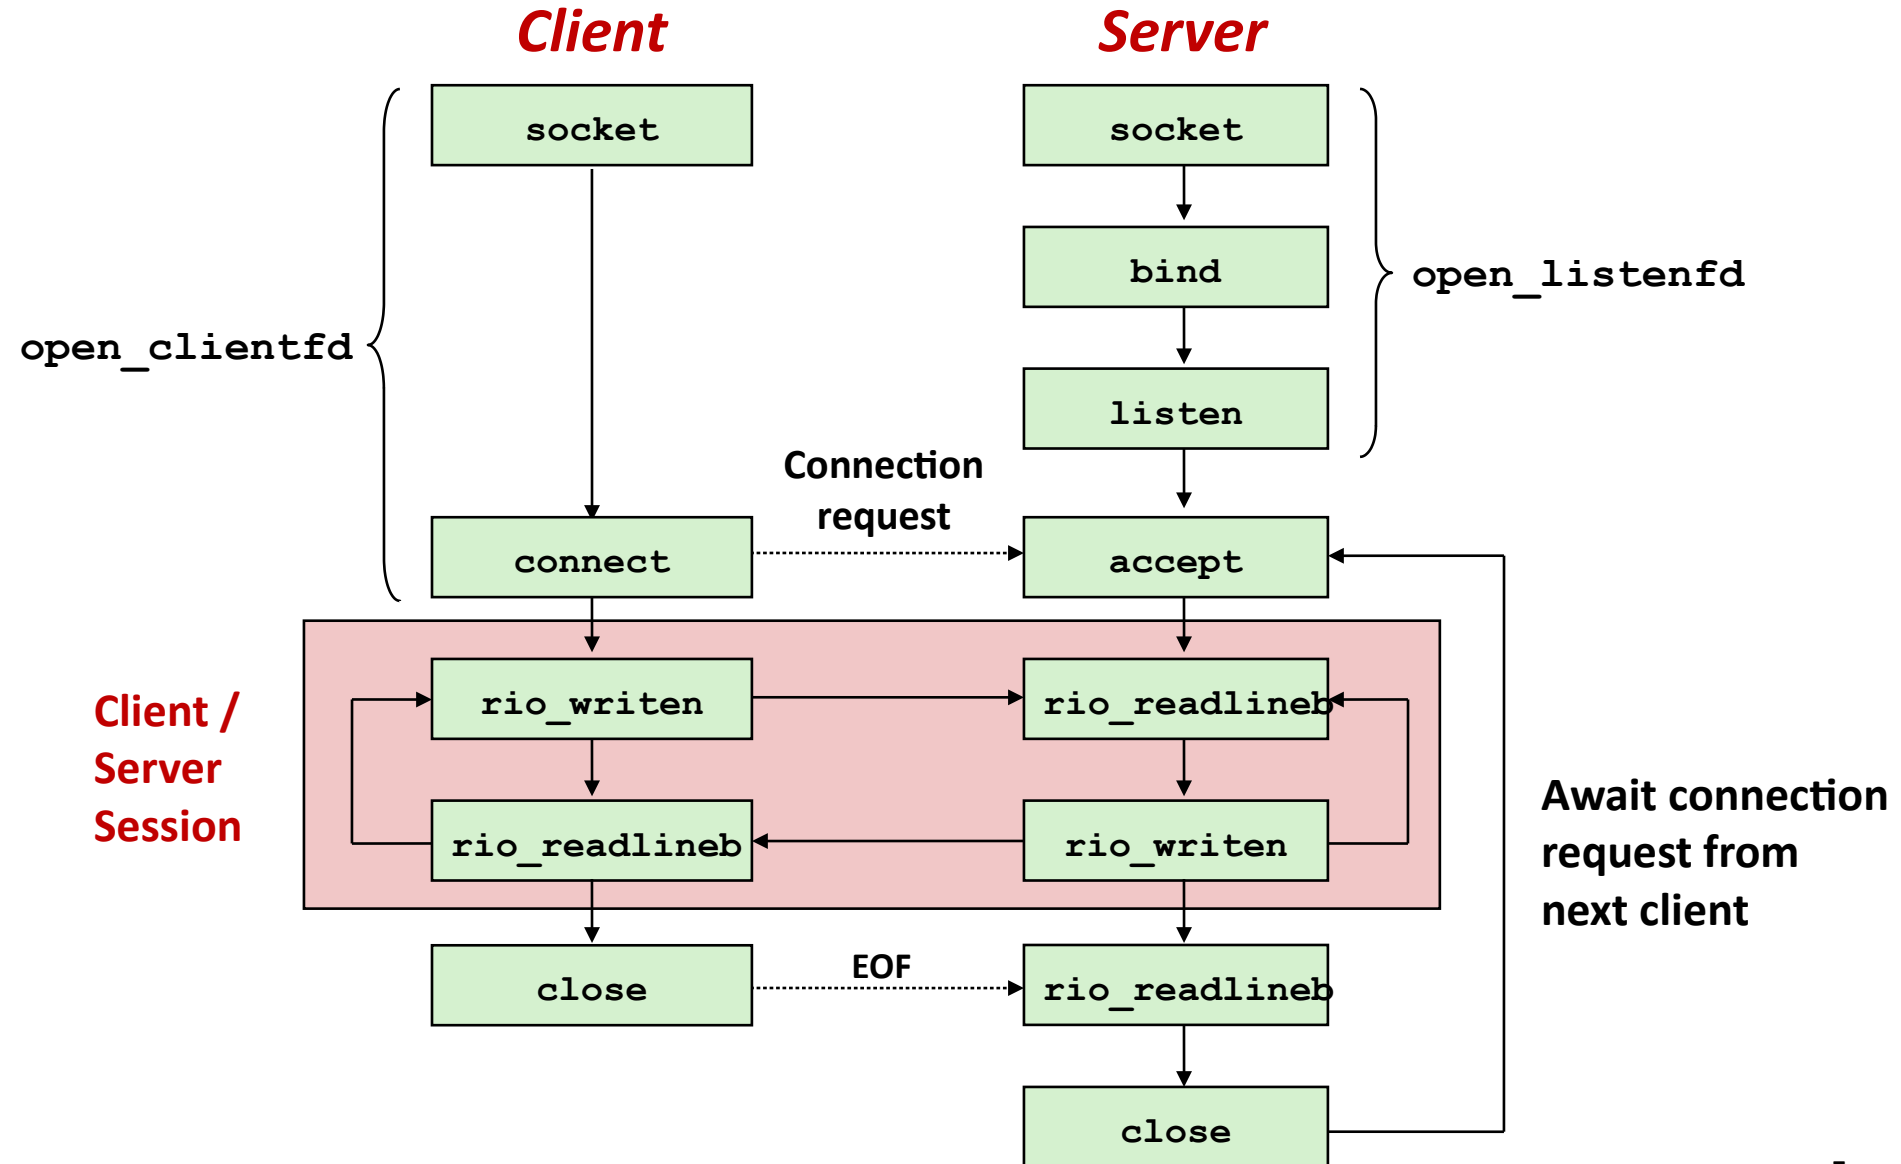 Client
Server
socket
socket
bind
open_listenfd
open_clientfd
listen
Connection
request
connect
accept
Client /
Server
Session
rio_writen
rio_readlineb
rio_readlineb
rio_writen
Await connection
request from
next client
close
EOF
rio_readlineb
close